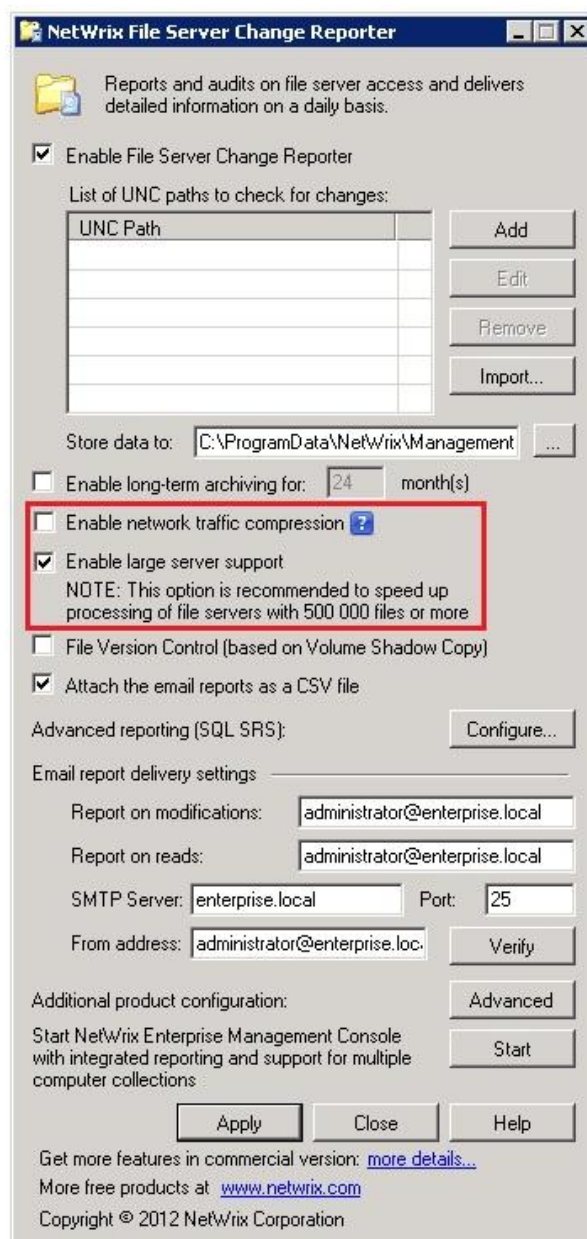 NetWrix File Server Change Reporter
Reports and audits on file server access and delivers
detailed information on a daily basis.
Enable File Server Change Reporter
List of UNC paths to check for changes:
UNC Path
Add
Edit
Remove
Import...
Store data to: C:\ProgramData\NetWrix\Management ...
Enable long-term archiving for: 24 month(s)
Enable network traffic compression ?
Enable large server support
NOTE: This option is recommended to speed up
processing of file servers with 500 000 files or more
File Version Control (based on Volume Shadow Copy)
Attach the email reports as a CSV file
Advanced reporting (SQL SRS): Configure...
Email report delivery settings
Report on modifications: administrator@enterprise.local
Report on reads: administrator@enterprise.local
SMTP Server: enterprise.local Port: 25
From address: administrator@enterprise.loc Verify
Additional product configuration: Advanced
Start NetWrix Enterprise Management Console
with integrated reporting and support for multiple
computer collections
Start
Apply Close Help
Get more features in commercial version: more details...
More free products at www.netwrix.com
Copyright © 2012 NetWrix Corporation